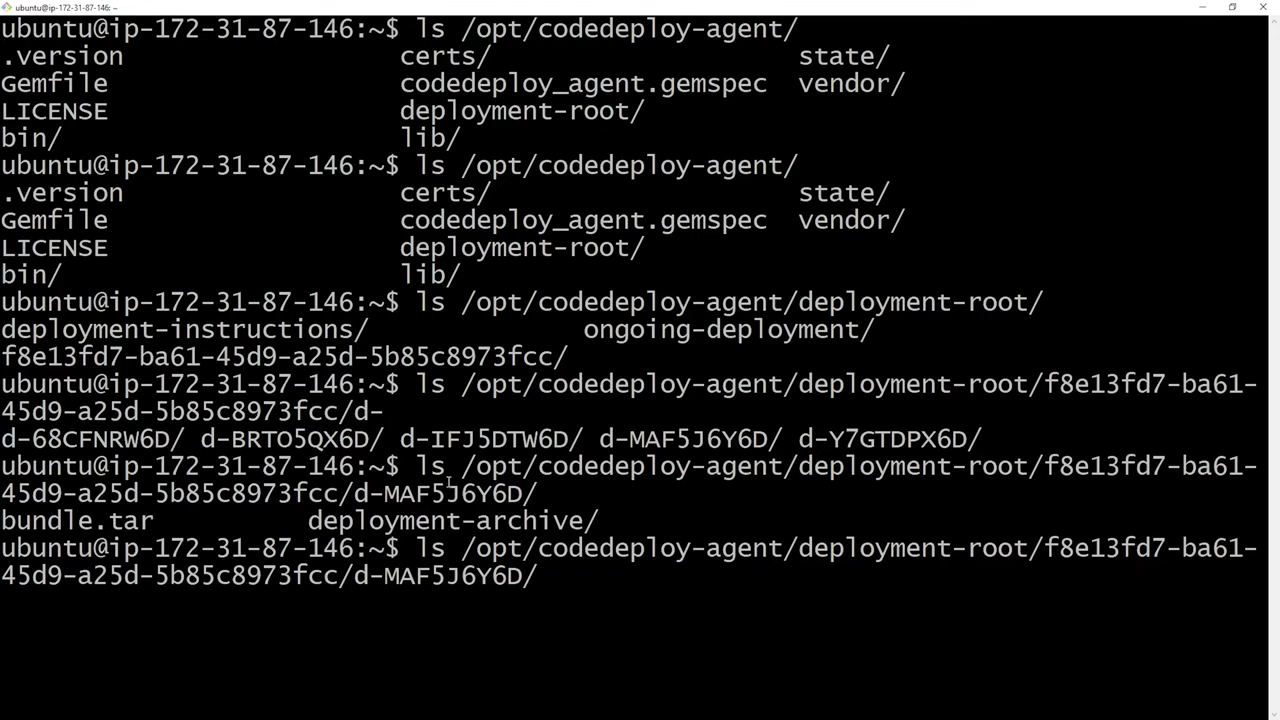 ubuntu@ip-172-31-87-146: ~
ubuntu@ip-172-31-87-146:~$ ls /opt/codedeploy-agent/
.version certs/ state/
Gemfile codedeploy_agent.gemspec vendor/
LICENSE deployment-root/
bin/ lib/
ubuntu@ip-172-31-87-146:~$ ls /opt/codedeploy-agent/
.version certs/ state/
Gemfile codedeploy_agent.gemspec vendor/
LICENSE deployment-root/
bin/ lib/
ubuntu@ip-172-31-87-146:~$ ls /opt/codedeploy-agent/deployment-root/
deployment-instructions/ ongoing-deployment/
f8e13fd7-ba61-45d9-a25d-5b85c8973fcc/
ubuntu@ip-172-31-87-146:~$ ls /opt/codedeploy-agent/deployment-root/f8e13fd7-ba61-
45d9-a25d-5b85c8973fcc/d-
d-68CFNRW6D/ d-BRTO5QX6D/ d-IFJ5DTW6D/ d-MAF5J6Y6D/ d-Y7GTDPX6D/
ubuntu@ip-172-31-87-146:~$ ls /opt/codedeploy-agent/deployment-root/f8e13fd7-ba61-
45d9-a25d-5b85c8973fcc/d-MAF5J6Y6D/
bundle.tar deployment-archive/
ubuntu@ip-172-31-87-146:~$ ls /opt/codedeploy-agent/deployment-root/f8e13fd7-ba61-
45d9-a25d-5b85c8973fcc/d-MAF5J6Y6D/